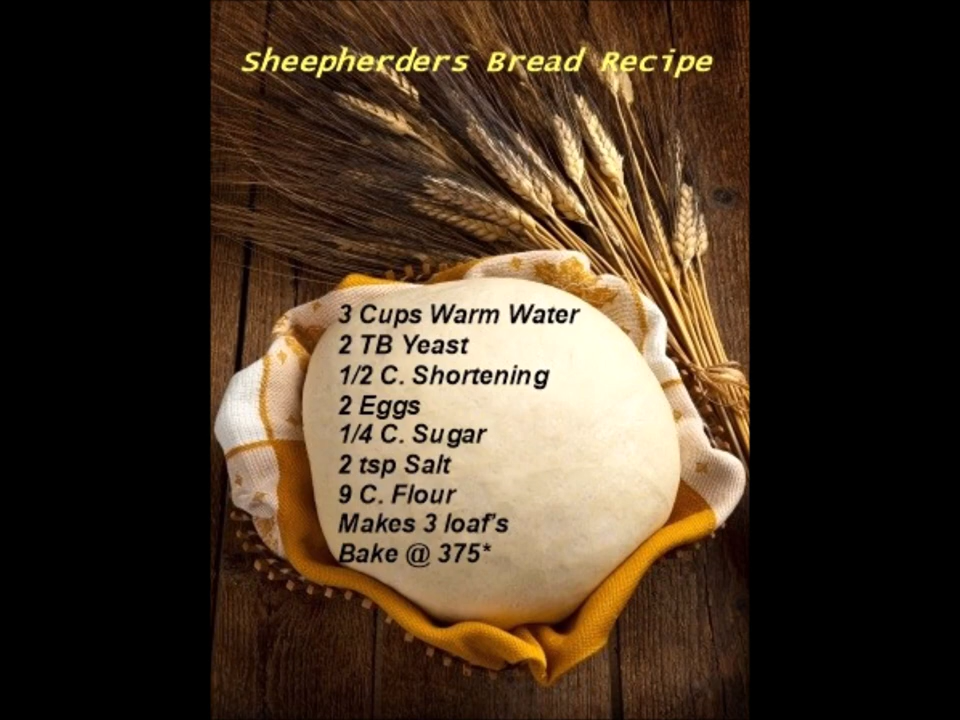 Sheepherders Bread Recipe
3 Cups Warm Water
2 TB Yeast
1/2 C. Shortening
2 Eggs
1/4 C. Sugar
2 tsp Salt
9 C. Flour
Makes 3 loaf's
Bake @ 375*